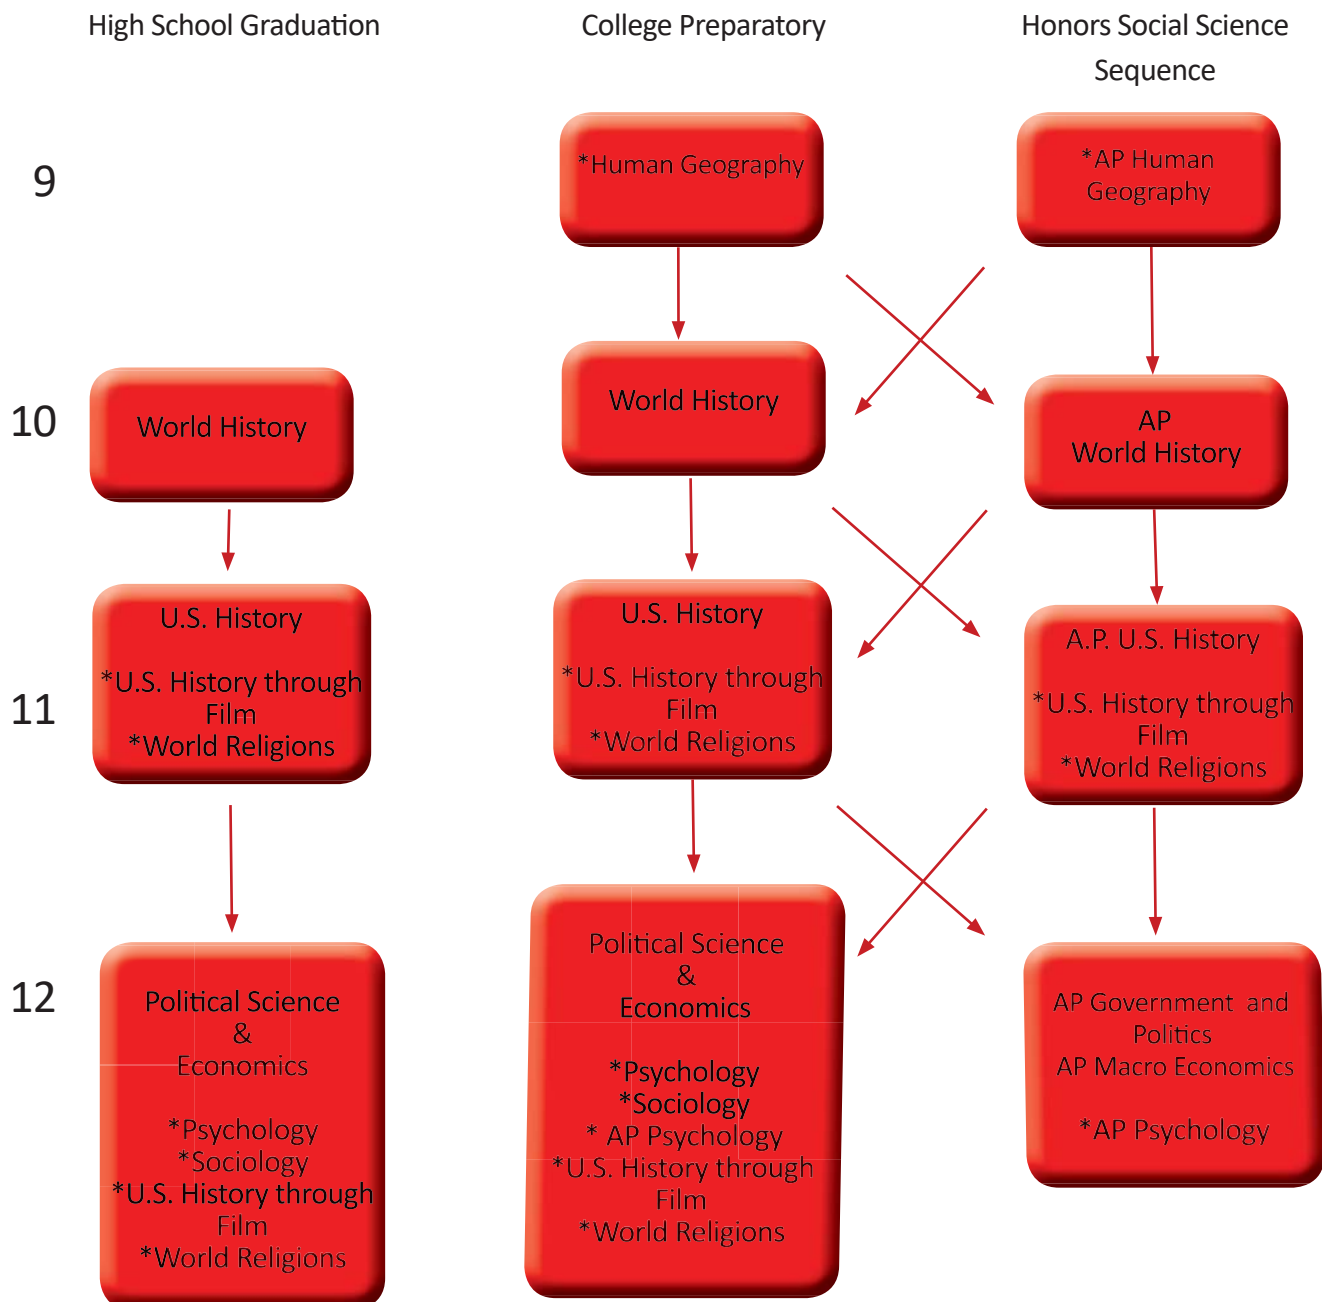 High School Graduation
College Preparatory
Honors Social Science
Sequence
9
*Human Geography
*AP Human
Geography
10
World History
World History
AP
World History
11
U.S. History
*U.S. History through
Film
*World Religions
U.S. History
*U.S. History through
Film
*World Religions
A.P. U.S. History
*U.S. History through
Film
*World Religions
12
Political Science
&
Economics
*Psychology
*Sociology
*U.S. History through
Film
*World Religions
Political Science
&
Economics
*Psychology
*Sociology
* AP Psychology
*U.S. History through
Film
*World Religions
AP Government and
Politics
AP Macro Economics
*AP Psychology